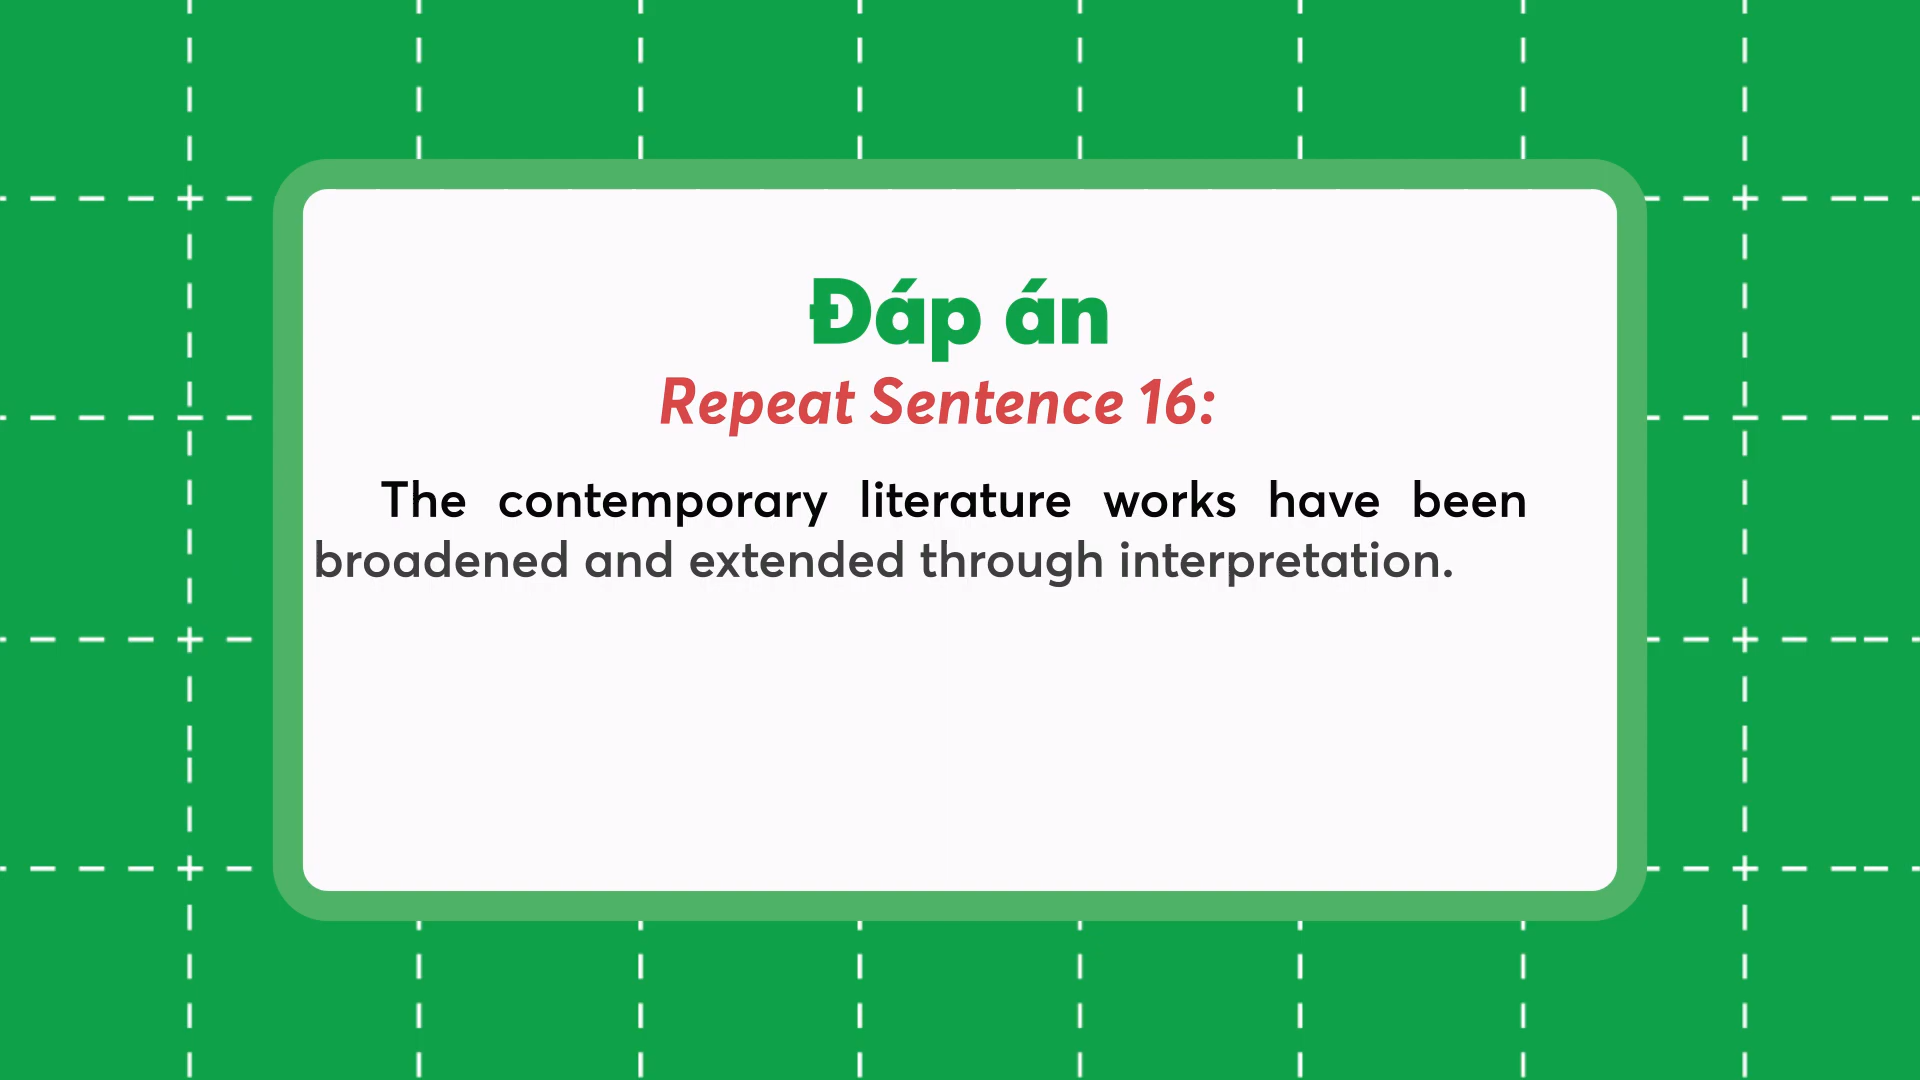 Đáp án
Repeat Sentence 16:
The contemporary literature works have been
broadened and extended through interpretation.